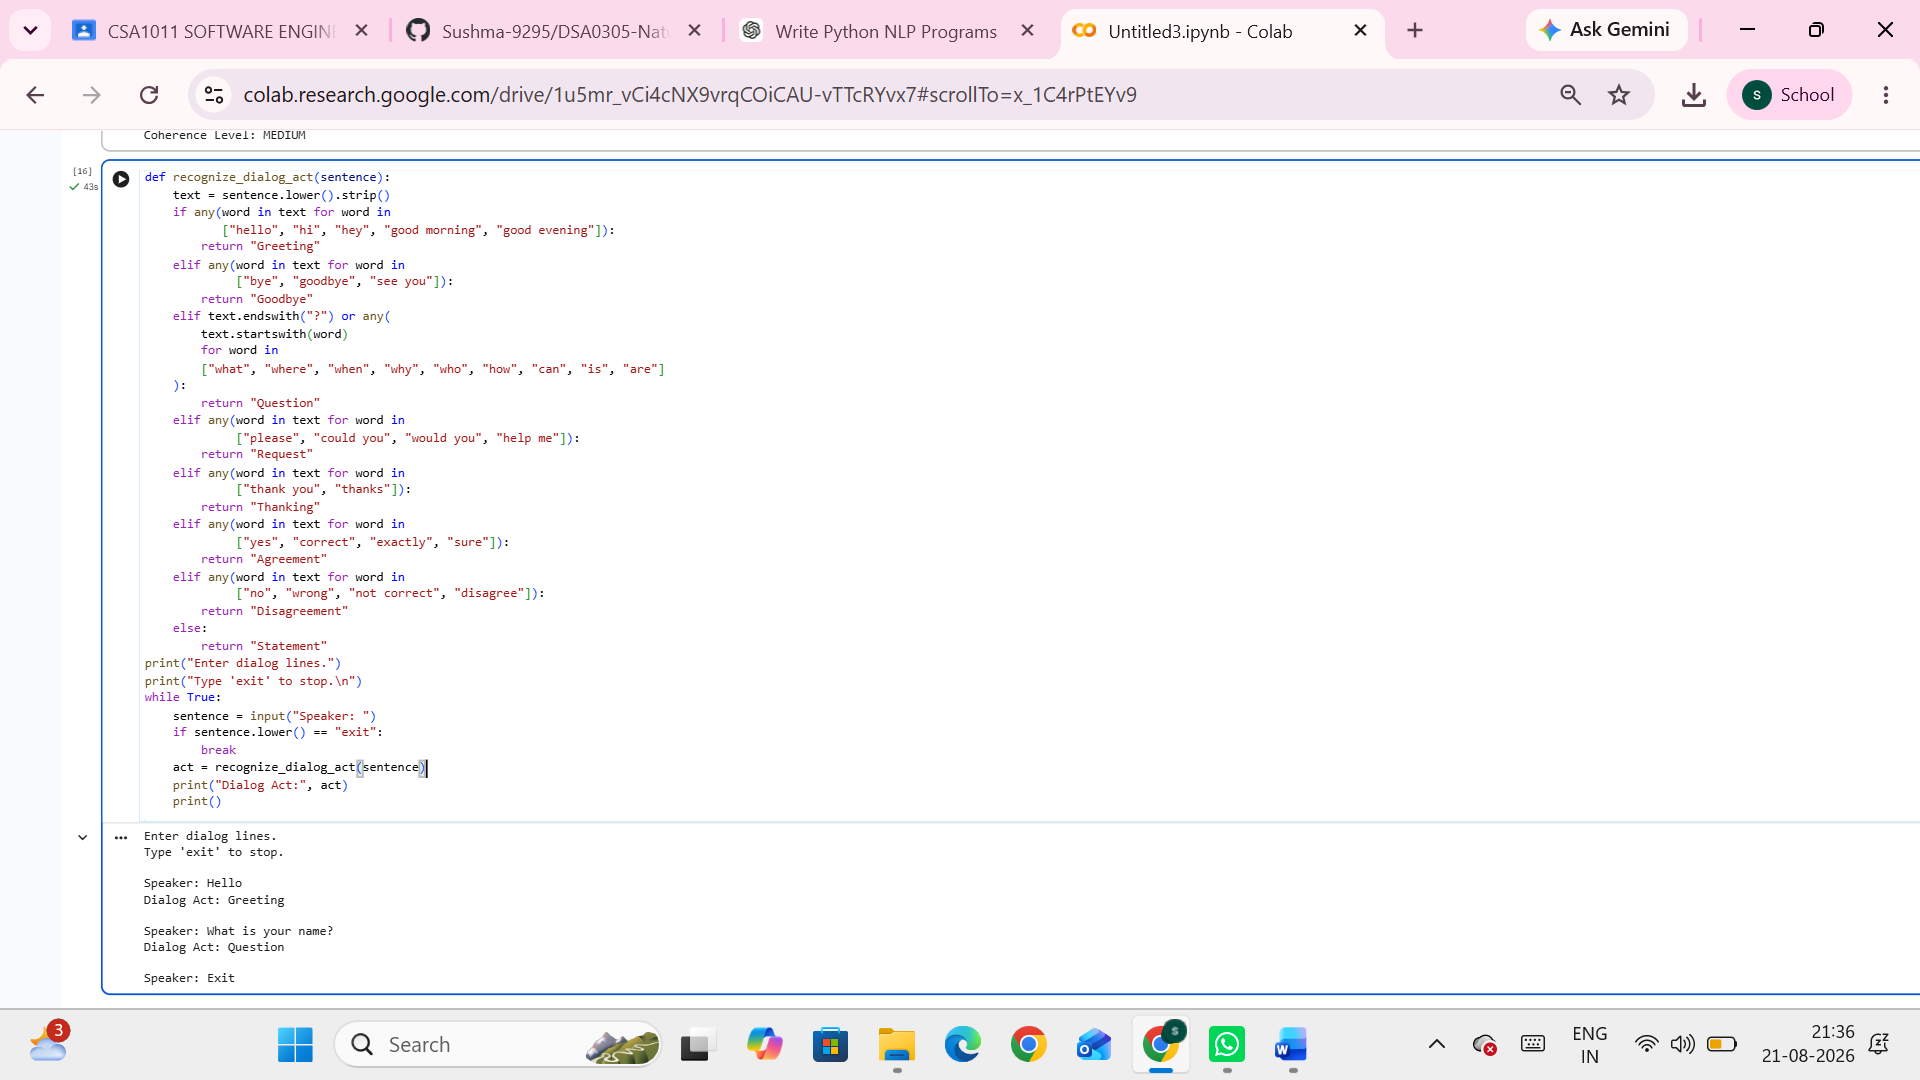 CSA1011 SOFTWARE ENGIN
Sushma-9295/DSA0305-Nat
Write Python NLP Programs
Untitled3.ipynb - Colab
Ask Gemini
colab.research.google.com/drive/1u5mr_vCi4cNX9vrqCOiCAU-vTTcRYvx7#scrollTo=x_1C4rPtEYv9
S School
Coherence Level: MEDIUM
[16]
43s
def recognize_dialog_act(sentence):
    text = sentence.lower().strip()
    if any(word in text for word in
           ["hello", "hi", "hey", "good morning", "good evening"]):
        return "Greeting"
    elif any(word in text for word in
             ["bye", "goodbye", "see you"]):
        return "Goodbye"
    elif text.endswith("?") or any(
        text.startswith(word)
        for word in
        ["what", "where", "when", "why", "who", "how", "can", "is", "are"]
    ):
        return "Question"
    elif any(word in text for word in
             ["please", "could you", "would you", "help me"]):
        return "Request"
    elif any(word in text for word in
             ["thank you", "thanks"]):
        return "Thanking"
    elif any(word in text for word in
             ["yes", "correct", "exactly", "sure"]):
        return "Agreement"
    elif any(word in text for word in
             ["no", "wrong", "not correct", "disagree"]):
        return "Disagreement"
    else:
        return "Statement"
print("Enter dialog lines.")
print("Type 'exit' to stop.\n")
while True:
    sentence = input("Speaker: ")
    if sentence.lower() == "exit":
        break
    act = recognize_dialog_act(sentence)
    print("Dialog Act:", act)
    print()
Enter dialog lines.
Type 'exit' to stop.
Speaker: Hello
Dialog Act: Greeting
Speaker: What is your name?
Dialog Act: Question
Speaker: Exit
3
Search
S
ENG
IN
21:36
21-08-2026